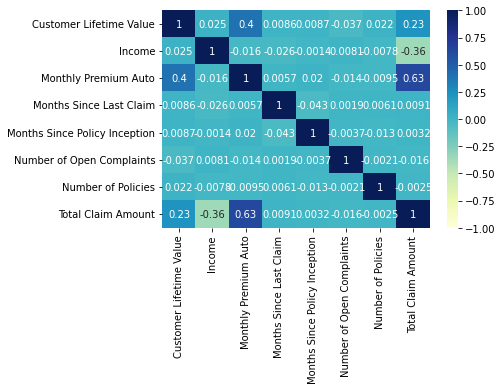 Customer Lifetime Value 1 0.025 0.4 0.0086 0.0087 -0.037 0.022 0.23
Income 0.025 1 -0.016 -0.026 -0.0014 0.0081 -0.0078 -0.36
Monthly Premium Auto 0.4 -0.016 1 0.0057 0.02 -0.014 -0.0095 0.63
Months Since Last Claim 0.0086 -0.026 0.0057 1 -0.043 0.0019 0.0061 0.0091
Months Since Policy Inception 0.0087 -0.0014 0.02 -0.043 1 -0.0037 -0.013 0.0032
Number of Open Complaints -0.037 0.0081 -0.014 0.0019 -0.0037 1 -0.0021 -0.016
Number of Policies 0.022 -0.0078 -0.0095 0.0061 -0.013 -0.0021 1 -0.0025
Total Claim Amount 0.23 -0.36 0.63 0.0091 0.0032 -0.016 -0.0025 1
Customer Lifetime Value
Income
Monthly Premium Auto
Months Since Last Claim
Months Since Policy Inception
Number of Open Complaints
Number of Policies
Total Claim Amount
1.00
0.75
0.50
0.25
0.00
−0.25
−0.50
−0.75
−1.00